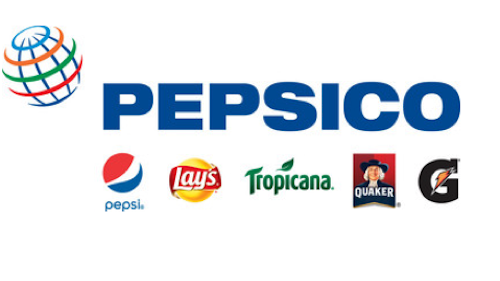 PEPSICO
pepsi®
Lay's®
Tropicana®
QUAKER®
G